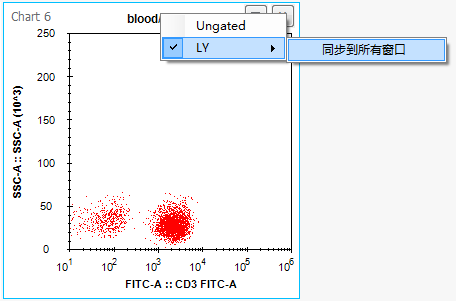 Chart 6
blood/
Ungated
LY
同步到所有窗口
SSC-A :: SSC-A (10^3)
250
200
150
100
50
0
10^1 10^2 10^3 10^4 10^5 10^6
FITC-A :: CD3 FITC-A